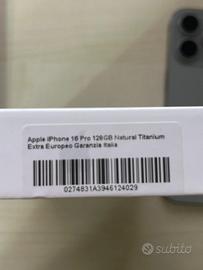 Apple iPhone 16 Pro 128GB Natural Titanium
Extra Europeo Garanzia Italia
0274831A3946124029
subito